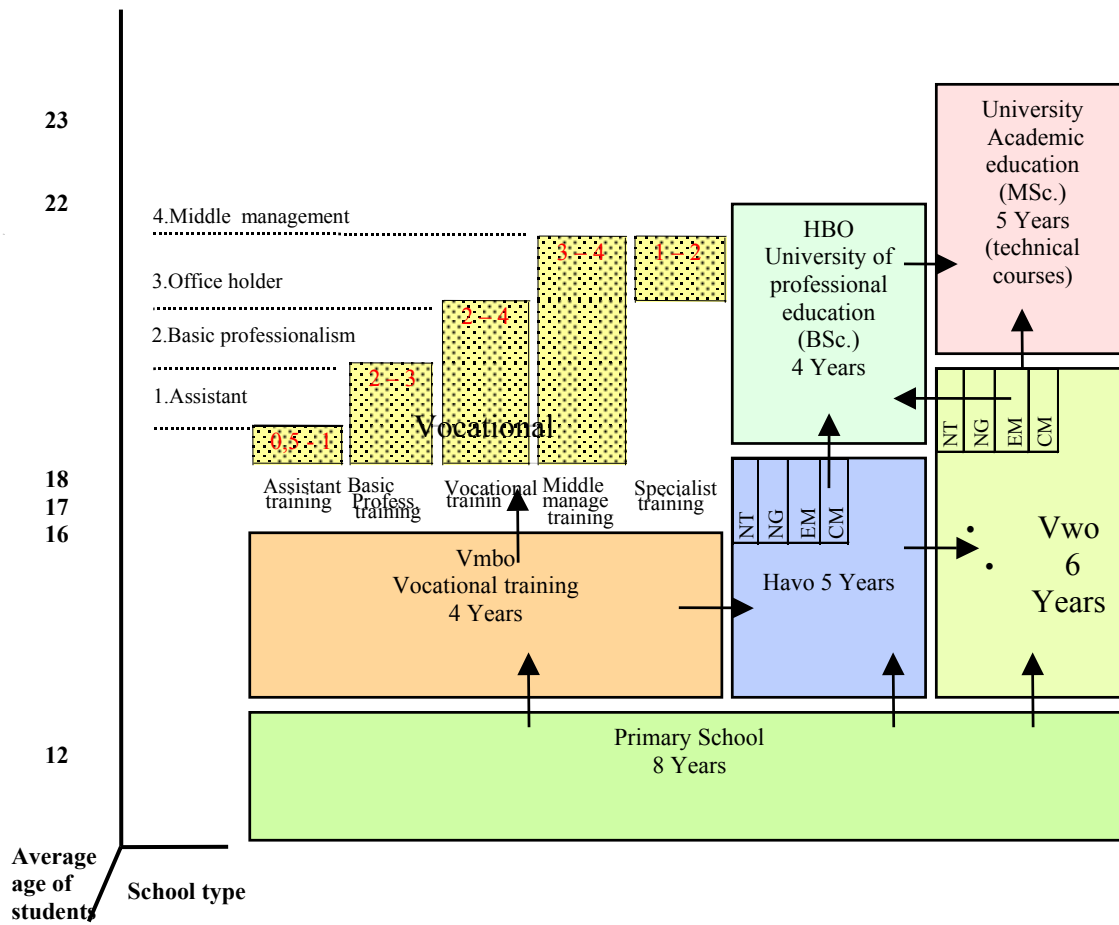 23
22
18
17
16
12
Average
age of
students
School type
4.Middle management
3.Office holder
2.Basic professionalism
1.Assistant
0,5 - 1
2 – 3
2 – 4
3 – 4
1 – 2
Vocational
Assistant
training
Basic
Profess
training
Vocational
trainin
Middle
manage
training
Specialist
training
Vmbo
Vocational training
4 Years
HBO
University of
professional
education
(BSc.)
4 Years
University
Academic
education
(MSc.)
5 Years
(technical
courses)
NT
NG
EM
CM
NT
NG
EM
CM
Havo 5 Years
Vwo
6
Years
Primary School
8 Years